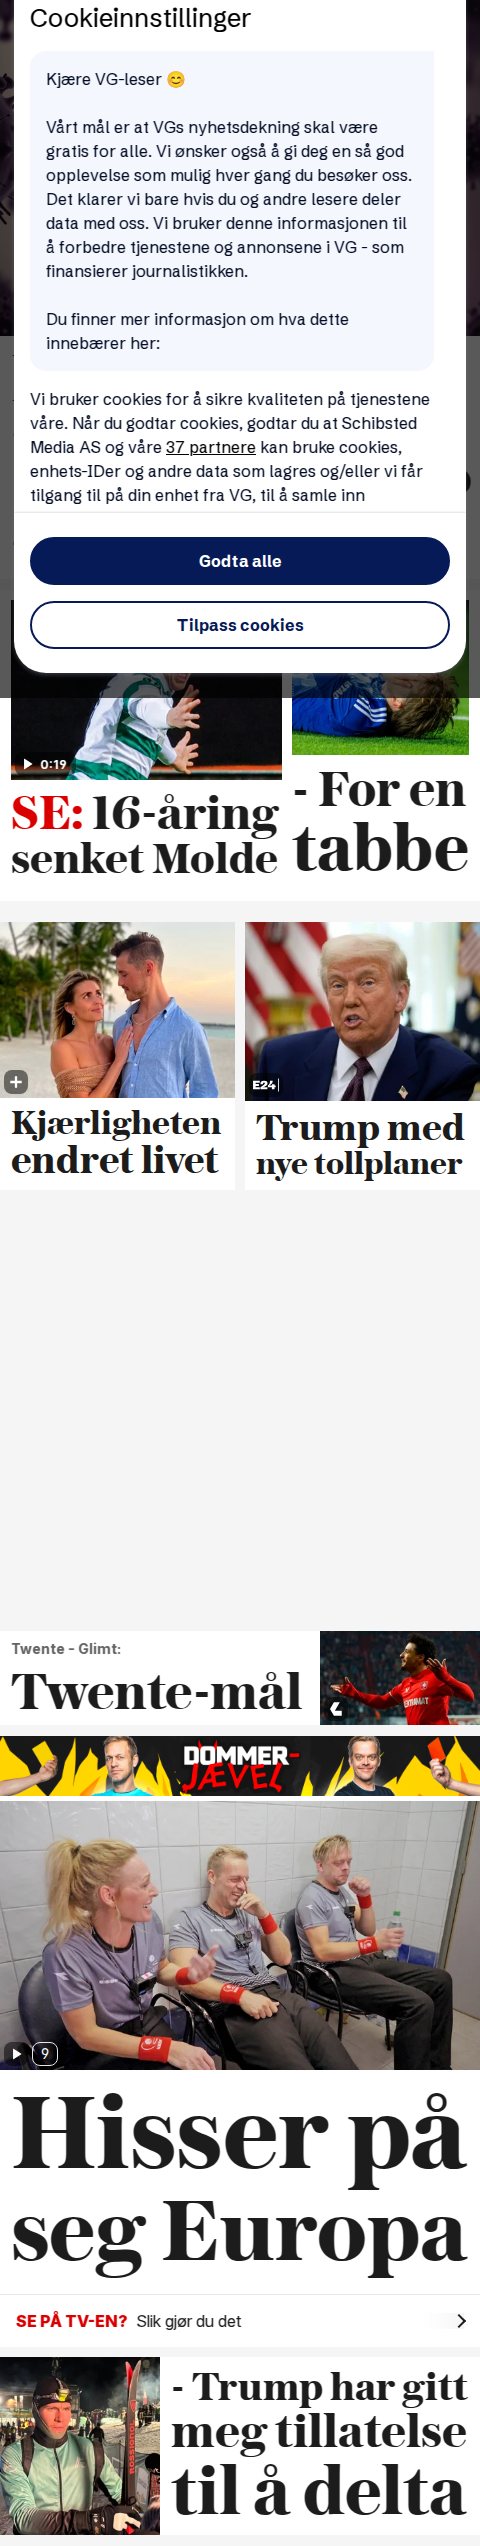 Cookieinnstillinger
Kjære VG-leser 😊
Vårt mål er at VGs nyhetsdekning skal være
gratis for alle. Vi ønsker også å gi deg en så god
opplevelse som mulig hver gang du besøker oss.
Det klarer vi bare hvis du og andre lesere deler
data med oss. Vi bruker denne informasjonen til
å forbedre tjenestene og annonsene i VG - som
finansierer journalistikken.
Du finner mer informasjon om hva dette
innebærer her:
Vi bruker cookies for å sikre kvaliteten på tjenestene
våre. Når du godtar cookies, godtar du at Schibsted
Media AS og våre 37 partnere kan bruke cookies,
enhets-IDer og andre data som lagres og/eller vi får
tilgang til på din enhet fra VG, til å samle inn
Godta alle
Tilpass cookies
0:19
SE: 16-åring
senket Molde
- For en
tabbe
Kjærligheten
endret livet
E24
Trump med
nye tollplaner
Twente - Glimt:
Twente-mål
DOMMER-
JÆVEL
9
Hisser på
seg Europa
SE PÅ TV-EN? Slik gjør du det
- Trump har gitt
meg tillatelse
til å delta